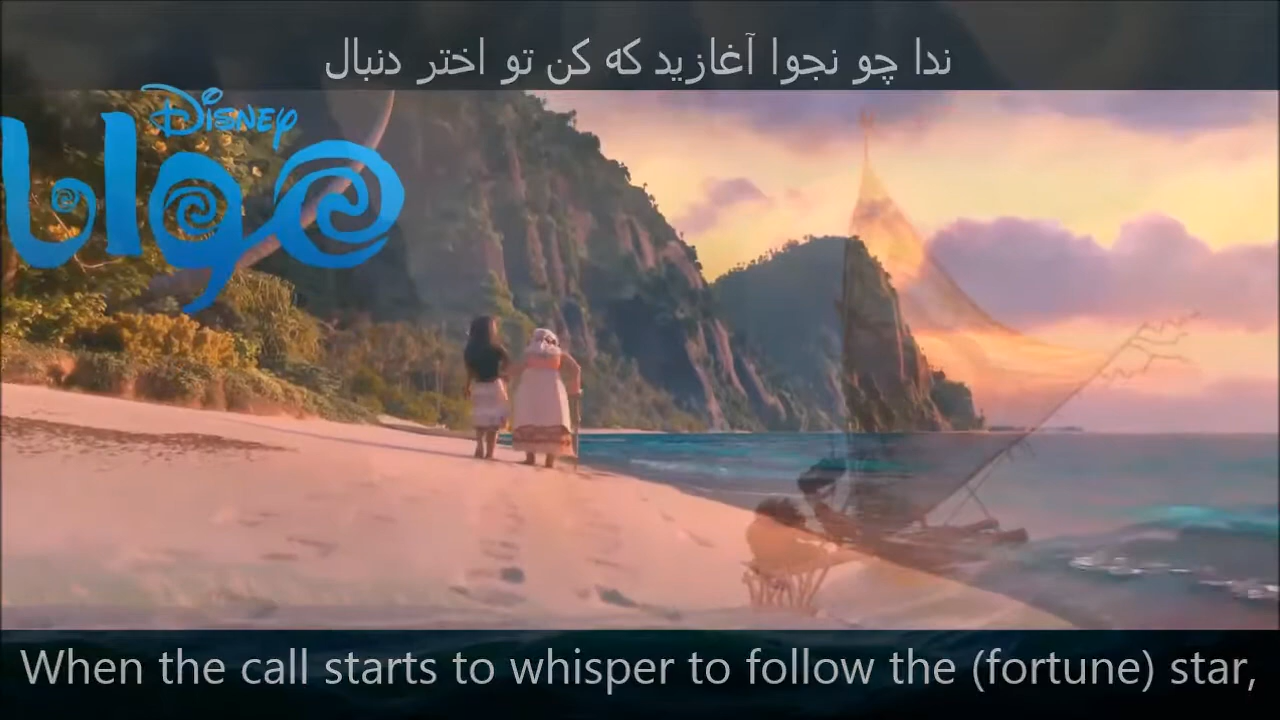 ندا چو نجوا آغازید که کن تو اختر دنبال
Disney
موانا
When the call starts to whisper to follow the (fortune) star,